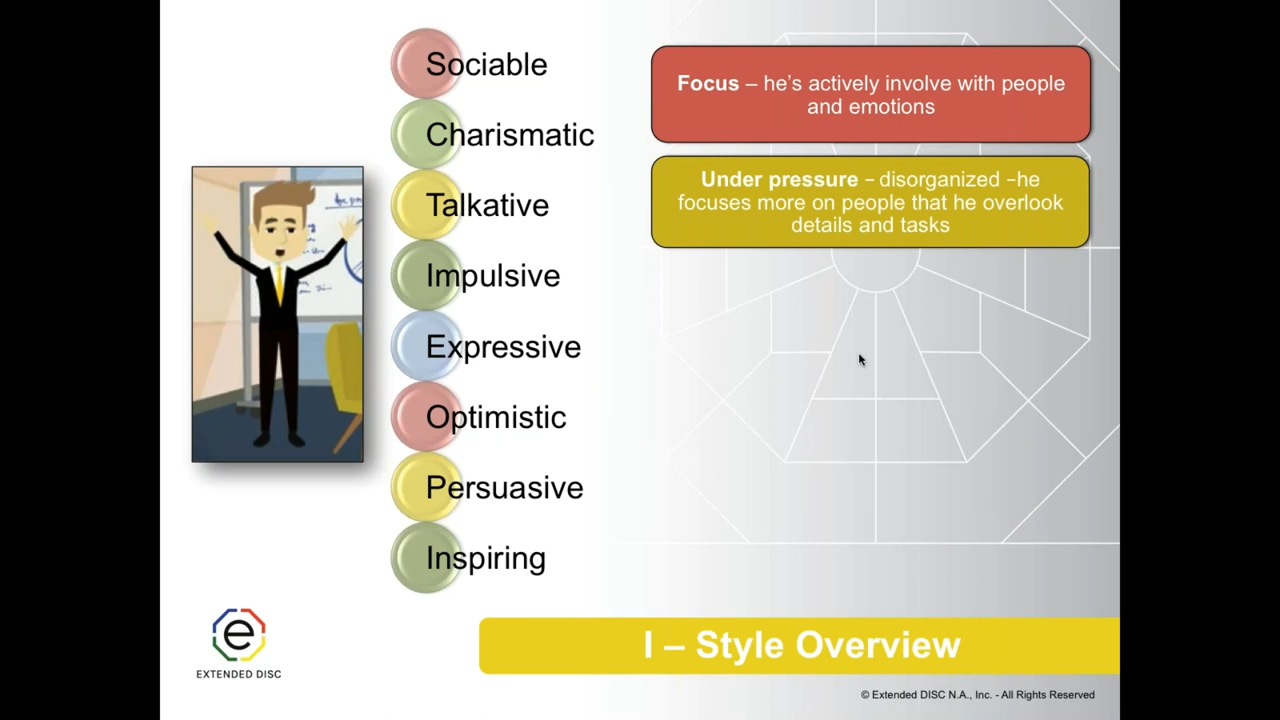 Sociable
Charismatic
Talkative
Impulsive
Expressive
Optimistic
Persuasive
Inspiring
Focus – he’s actively involve with people
and emotions
Under pressure – disorganized –he
focuses more on people that he overlook
details and tasks
e
EXTENDED DISC
I – Style Overview
© Extended DISC N.A., Inc. - All Rights Reserved